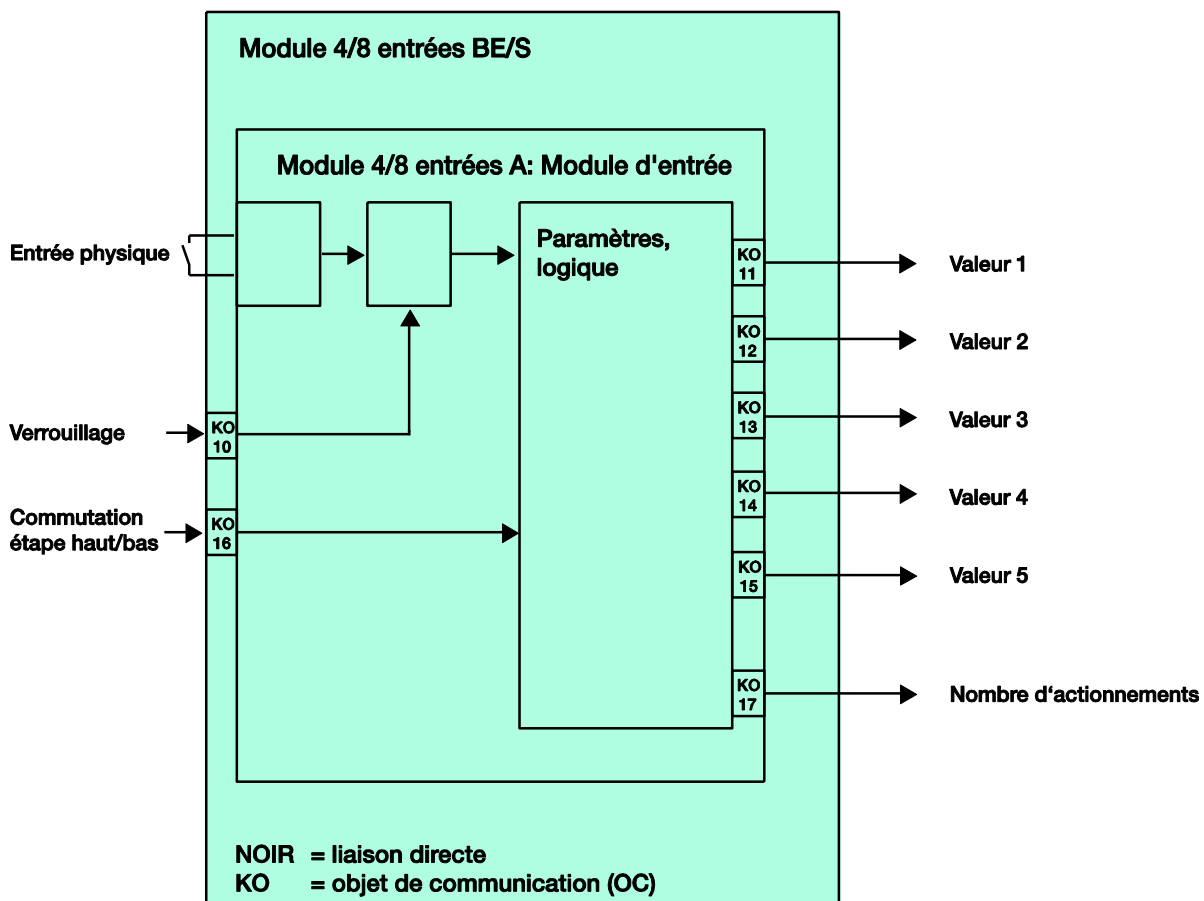 Module 4/8 entrées BE/S
Module 4/8 entrées A: Module d'entrée
Entrée physique
Paramètres,
logique
KO
11
Valeur 1
KO
12
Valeur 2
KO
13
Valeur 3
Verrouillage
KO
10
KO
14
Valeur 4
Commutation
étape haut/bas
KO
16
KO
15
Valeur 5
KO
17
Nombre d‘actionnements
NOIR = liaison directe
KO = objet de communication (OC)